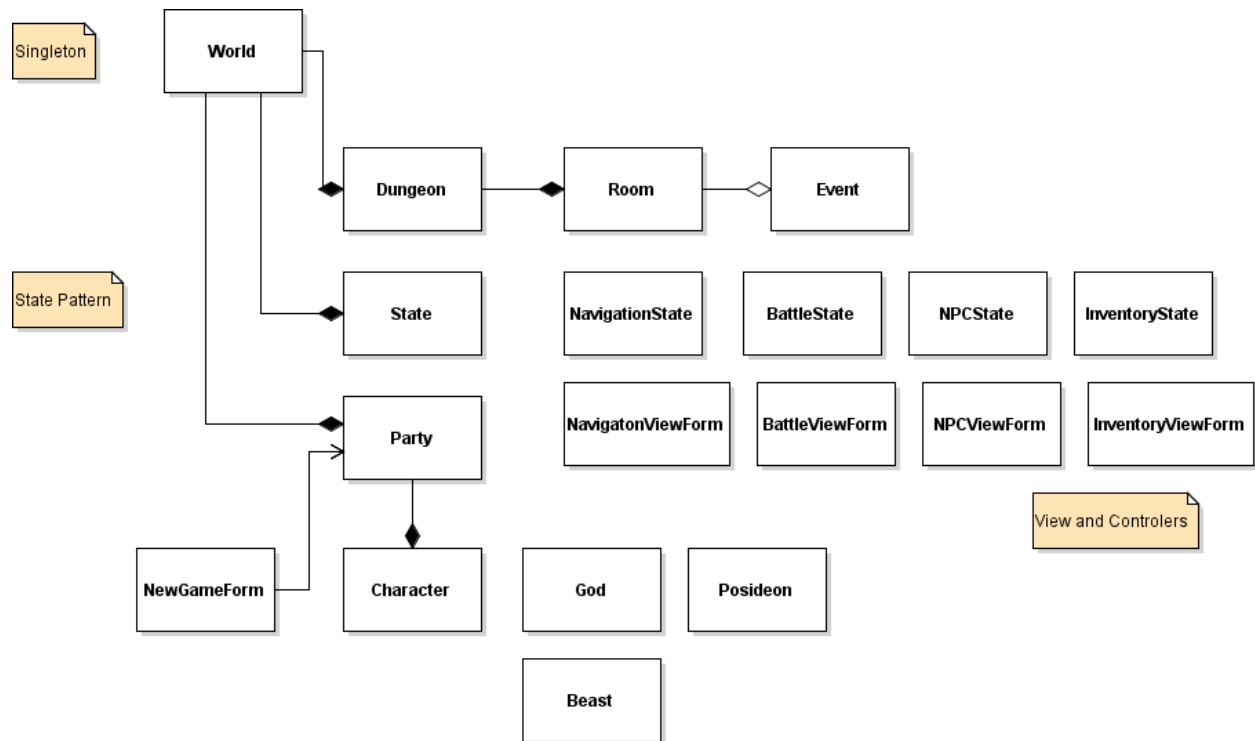 Singleton
World
Dungeon
Room
Event
State Pattern
State
NavigationState
BattleState
NPCState
InventoryState
NavigatonViewForm
BattleViewForm
NPCViewForm
InventoryViewForm
Party
View and Controlers
NewGameForm
Character
God
Posideon
Beast